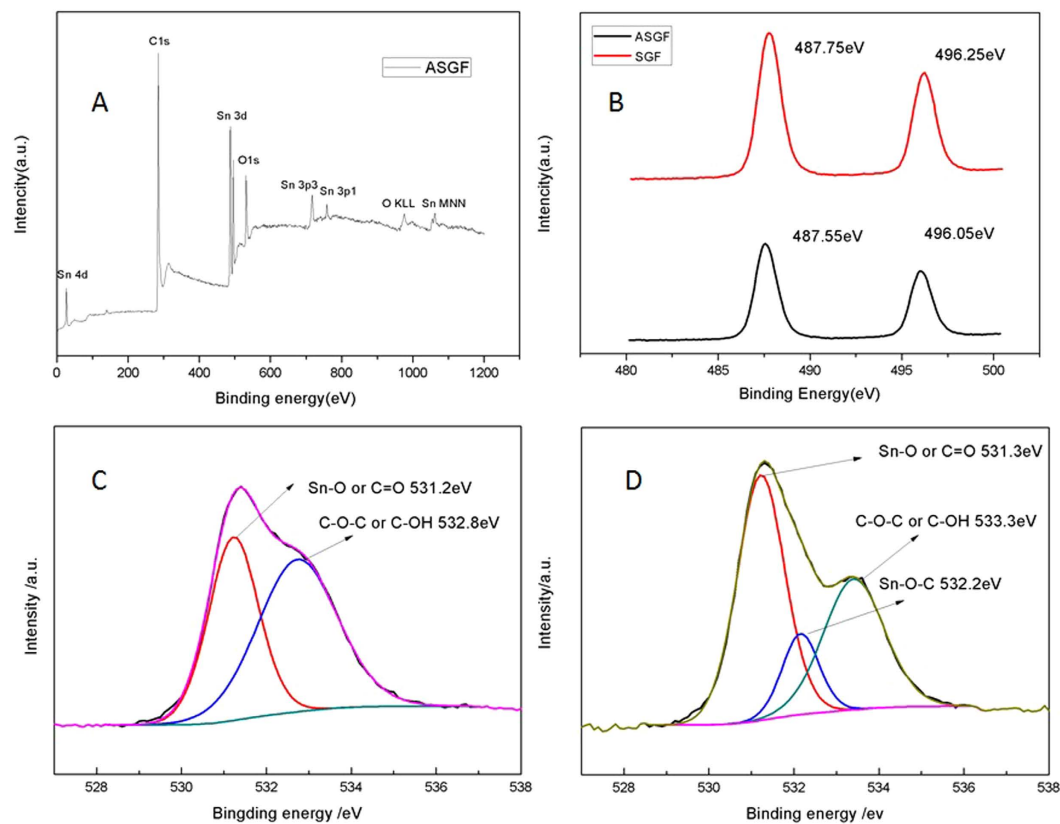 A
ASGF
C1s
Sn 3d
O1s
Sn 3p3
Sn 3p1
O KLL
Sn MNN
Sn 4d
Intencity(a.u.)
0 200 400 600 800 1000 1200
Binding energy(eV)
ASGF
SGF
B
487.75eV
496.25eV
487.55eV
496.05eV
Intencity(a.u.)
480 485 490 495 500
Binding Energy(eV)
C
Sn-O or C=O 531.2eV
C-O-C or C-OH 532.8eV
Intensity /a.u.
528 530 532 534 536 538
Bingding energy /eV
D
Sn-O or C=O 531.3eV
C-O-C or C-OH 533.3eV
Sn-O-C 532.2eV
Intensity/a.u.
528 530 532 534 536 538
Binding energy /ev